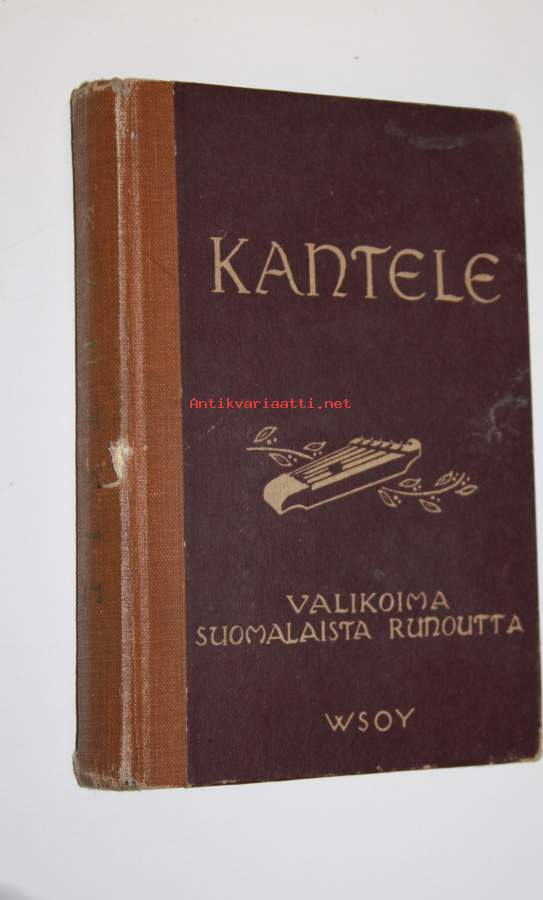 KANTELE
Antikvariaatti.net
VALIKOIMA
SUOMALAISTA RUNOUTTA
WSOY